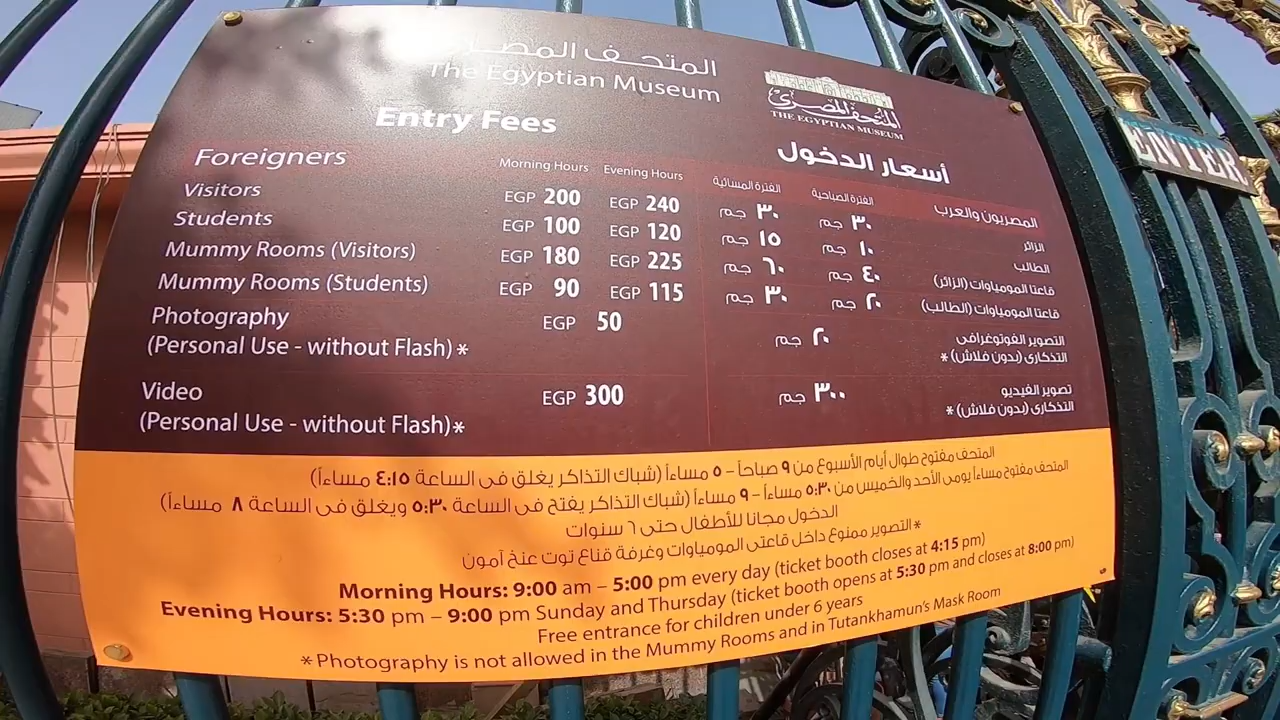 المتحف المصرى
The Egyptian Museum
المتحف المصرى
THE EGYPTIAN MUSEUM
Entry Fees
أسعار الدخول
Foreigners Morning Hours Evening Hours
الفترة المسائية الفترة الصباحية المصريون والعرب
Visitors EGP 200 EGP 240
٣٠ جم ٣٠ جم الزائر
Students EGP 100 EGP 120
١٥ جم ١٠ جم الطالب
Mummy Rooms (Visitors) EGP 180 EGP 225
٦٠ جم ٤٠ جم قاعتا المومياوات (الزائر)
Mummy Rooms (Students) EGP 90 EGP 115
٣٠ جم ٢٠ جم قاعتا المومياوات (الطالب)
Photography EGP 50
(Personal Use - without Flash) *
٢٠ جم التصوير الفوتوغرافى
التذكارى (بدون فلاش) *
Video EGP 300
(Personal Use - without Flash) *
٣٠٠ جم تصوير الفيديو
التذكارى (بدون فلاش) *
المتحف مفتوح طوال أيام الأسبوع من ٩ صباحاً – ٥ مساءاً (شباك التذاكر يغلق فى الساعة ٤:١٥ مساءاً)
المتحف مفتوح مساءاً يومى الأحد والخميس من ٥:٣٠ مساءاً – ٩ مساءاً (شباك التذاكر يفتح فى الساعة ٥:٣٠ ويغلق فى الساعة ٨ مساءاً)
الدخول مجانا للأطفال حتى ٦ سنوات
* التصوير ممنوع داخل قاعتى المومياوات وغرفة قناع توت عنخ آمون
Morning Hours: 9:00 am – 5:00 pm every day (ticket booth closes at 4:15 pm)
Evening Hours: 5:30 pm – 9:00 pm Sunday and Thursday (ticket booth opens at 5:30 pm and closes at 8:00 pm)
Free entrance for children under 6 years
* Photography is not allowed in the Mummy Rooms and in Tutankhamun's Mask Room
ENTER